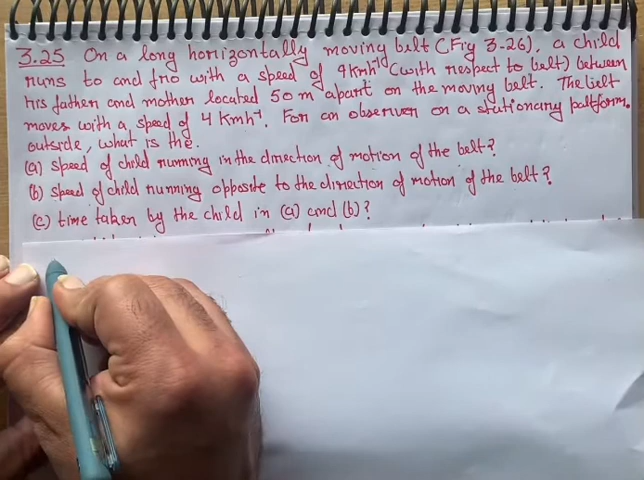 3.25 On a long horizontally moving belt (Fig 3.26), a child
runs to and fro with a speed of 9 Kmh⁻¹ (with respect to belt) between
his father and mother located 50 m apart on the moving belt. The belt
moves with a speed of 4 Kmh⁻¹. For an observer on a stationary paltform.
outside, what is the.
(a) speed of child running in the direction of motion of the belt?
(b) speed of child running opposite to the direction of motion of the belt?
(c) time taken by the child in (a) and (b)?